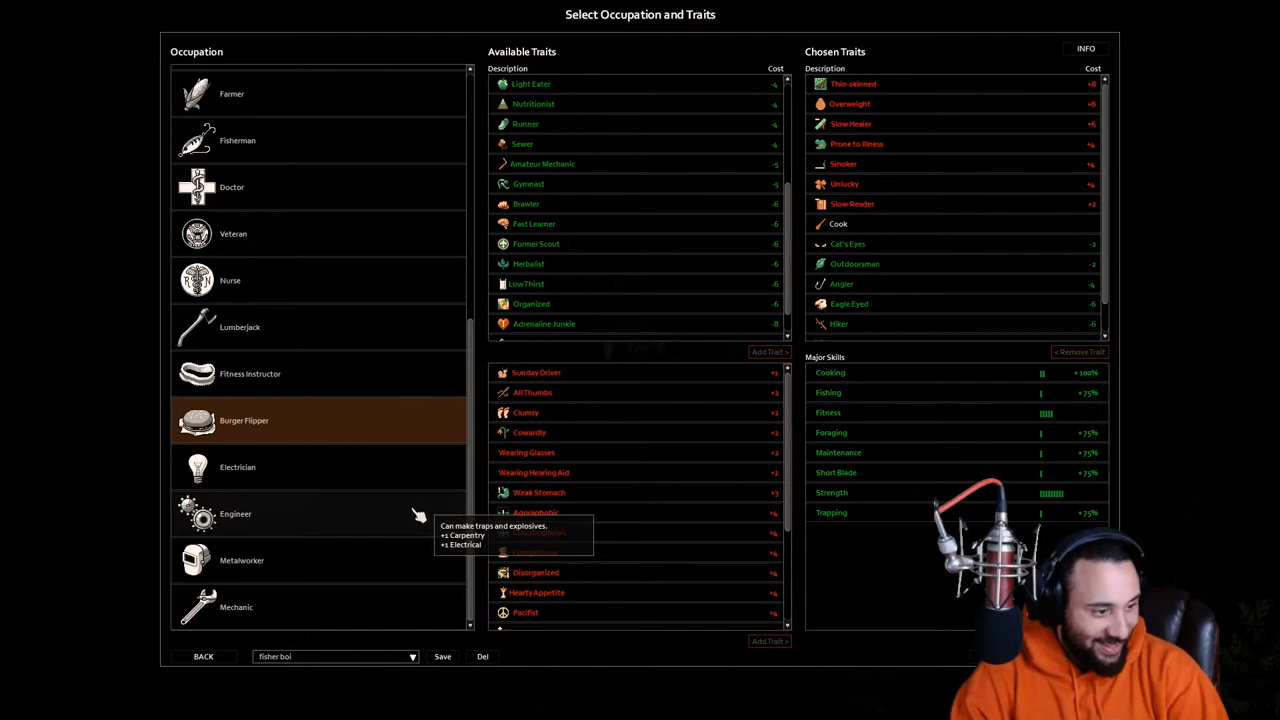 Select Occupation and Traits
Occupation
Farmer
Fisherman
Doctor
Veteran
RN
Nurse
Lumberjack
Fitness Instructor
Burger Flipper
Electrician
Engineer
Metalworker
Mechanic
Available Traits
Description Cost
Light Eater -4
Nutritionist -4
Runner -4
Sewer -4
Amateur Mechanic -5
Gymnast -5
Brawler -6
Fast Learner -6
Former Scout -6
Herbalist -6
Low Thirst -6
Organized -6
Adrenaline Junkie -8
Add Trait >
Sunday Driver +1
All Thumbs +2
Clumsy +2
Cowardly +2
Wearing Glasses +2
Wearing Hearing Aid +2
Weak Stomach +3
Agoraphobic +4
+4
+4
Disorganized +4
Hearty Appetite +4
Pacifist +4
Add Trait >
Can make traps and explosives.
+1 Carpentry
+1 Electrical
Chosen Traits
INFO
Description Cost
Thin-skinned +8
Overweight +6
Slow Healer +6
Prone to Illness +4
Smoker +4
Unlucky +4
Slow Reader +2
Cook
Cat's Eyes -2
Outdoorsman -2
Angler -4
Eagle Eyed -6
Hiker -6
< Remove Trait
Major Skills
Cooking +100%
Fishing +75%
Fitness
Foraging +75%
Maintenance +75%
Short Blade +75%
Strength
Trapping +75%
BACK
fisher boi
Save
Del